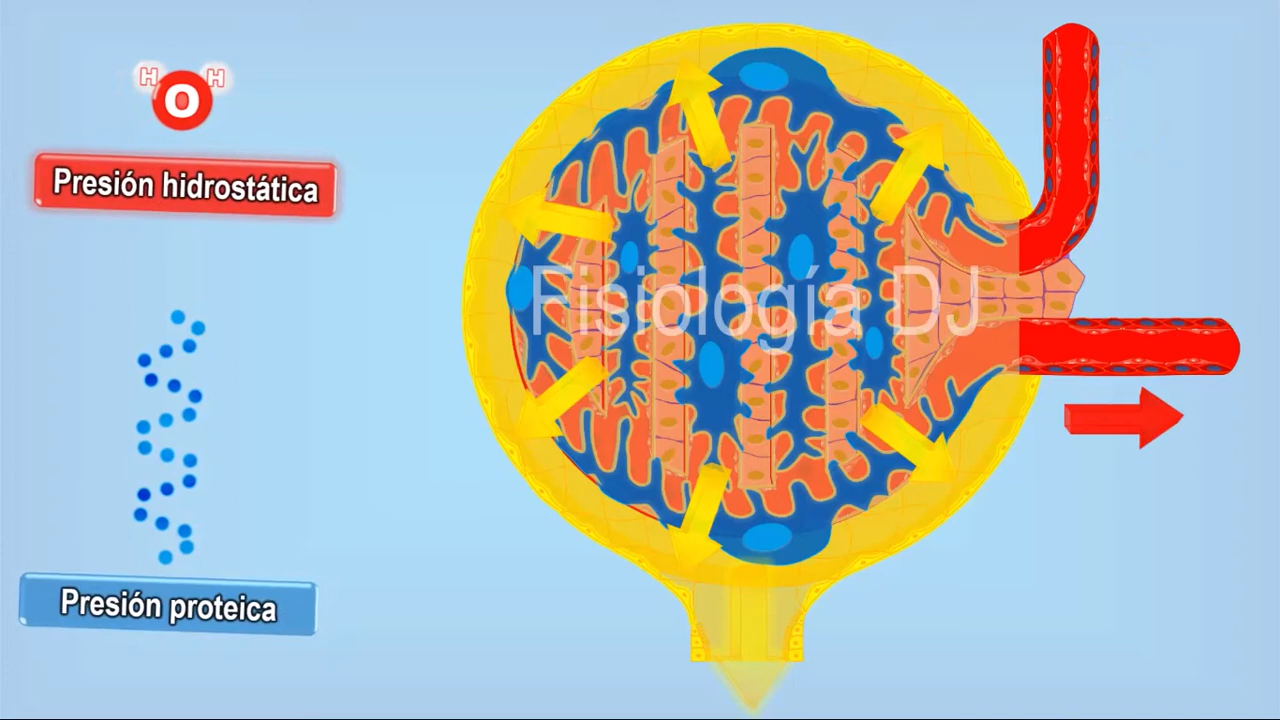 H H
O
Presión hidrostática
Fisiología DJ
Presión proteica